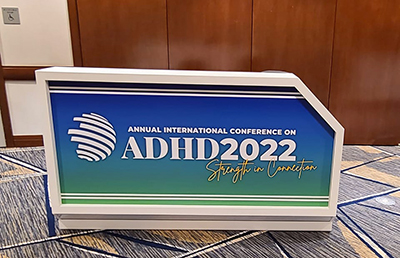 ANNUAL INTERNATIONAL CONFERENCE ON
ADHD2022
Strength in Connection